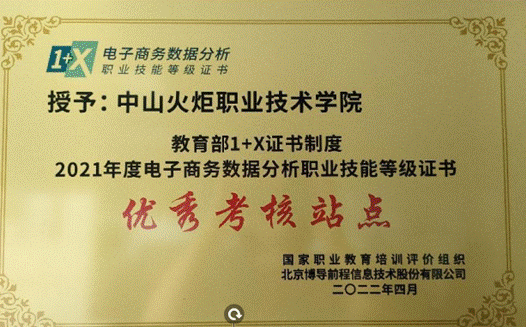 1+X 电子商务数据分析
职业技能等级证书
授予：中山火炬职业技术学院
教育部1+X证书制度
2021年度电子商务数据分析职业技能等级证书
优秀考核站点
国家职业教育培训评价组织
北京博导前程信息技术股份有限公司
二〇二二年四月